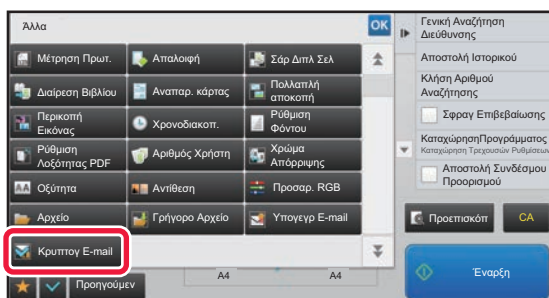 Άλλα
OK
Μέτρηση Πρωτ.
Απαλοιφή
Σάρ Διπλ Σελ
Διαίρεση Βιβλίου
Αναπαρ. κάρτας
Πολλαπλή
αποκοπή
Περικοπή
Εικόνας
Χρονοδιακοπ.
Ρύθμιση
Φόντου
Ρύθμιση
Λοξότητας PDF
Αριθμός Χρήστη
Χρώμα
Απόρριψης
AA Οξύτητα
Αντίθεση
Προσαρ. RGB
Αρχείο
Γρήγορο Αρχείο
Υπογεγρ E-mail
Κρυπτογ E-mail
Προηγούμεν
A4
A4
Γενική Αναζήτηση
Διεύθυνσης
Αποστολή Ιστορικού
Κλήση Αριθμού
Αναζήτησης
Σφραγ Επιβεβαίωσης
ΚαταχώρησηΠρογράμματος
Καταχώρηση Τρεχουσών Ρυθμίσεων
Αποστολή Συνδέσμου
Προορισμού
Προεπισκόπ
CA
Έναρξη